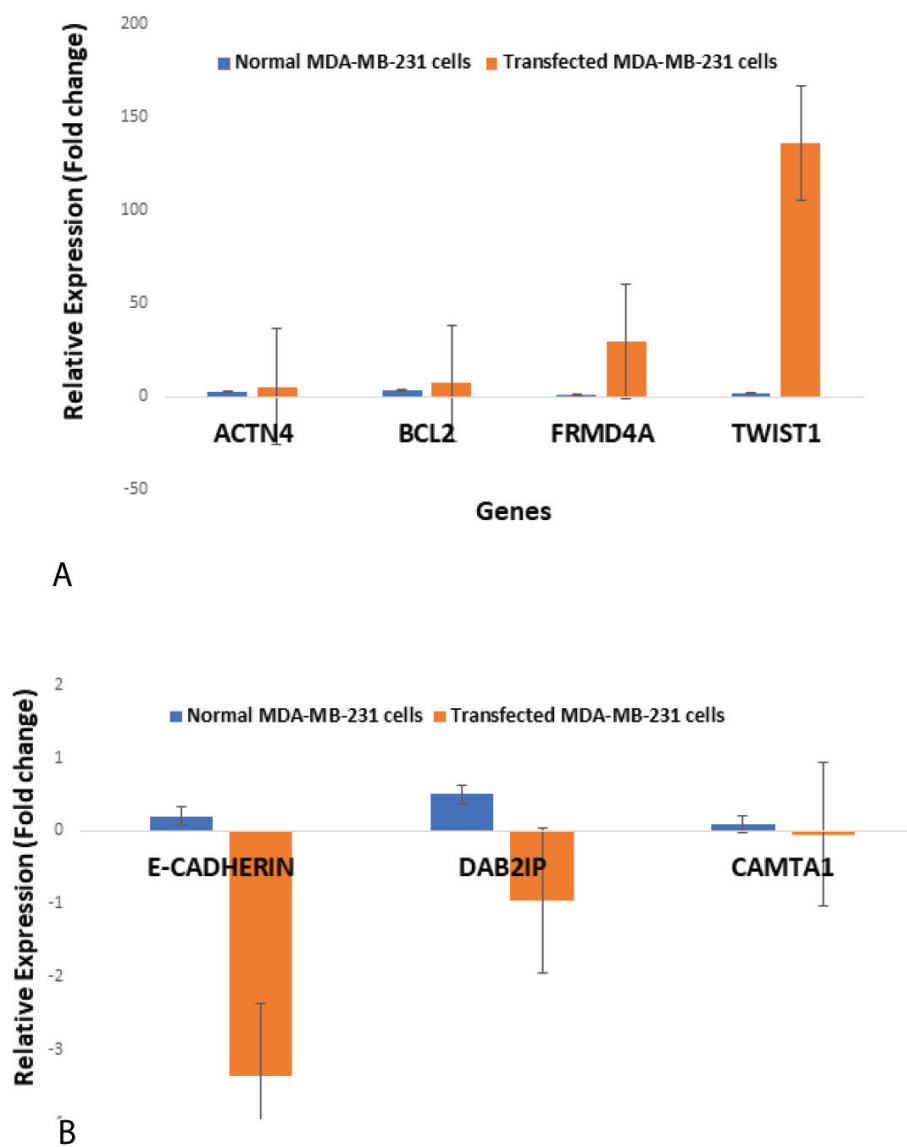 200
Normal MDA-MB-231 cells Transfected MDA-MB-231 cells
150
100
50
0
-50
Relative Expression (Fold change)
ACTN4 BCL2 FRMD4A TWIST1
Genes
A
2
Normal MDA-MB-231 cells Transfected MDA-MB-231 cells
1
0
-1
-2
-3
Relative Expression (Fold change)
E-CADHERIN DAB2IP CAMTA1
B